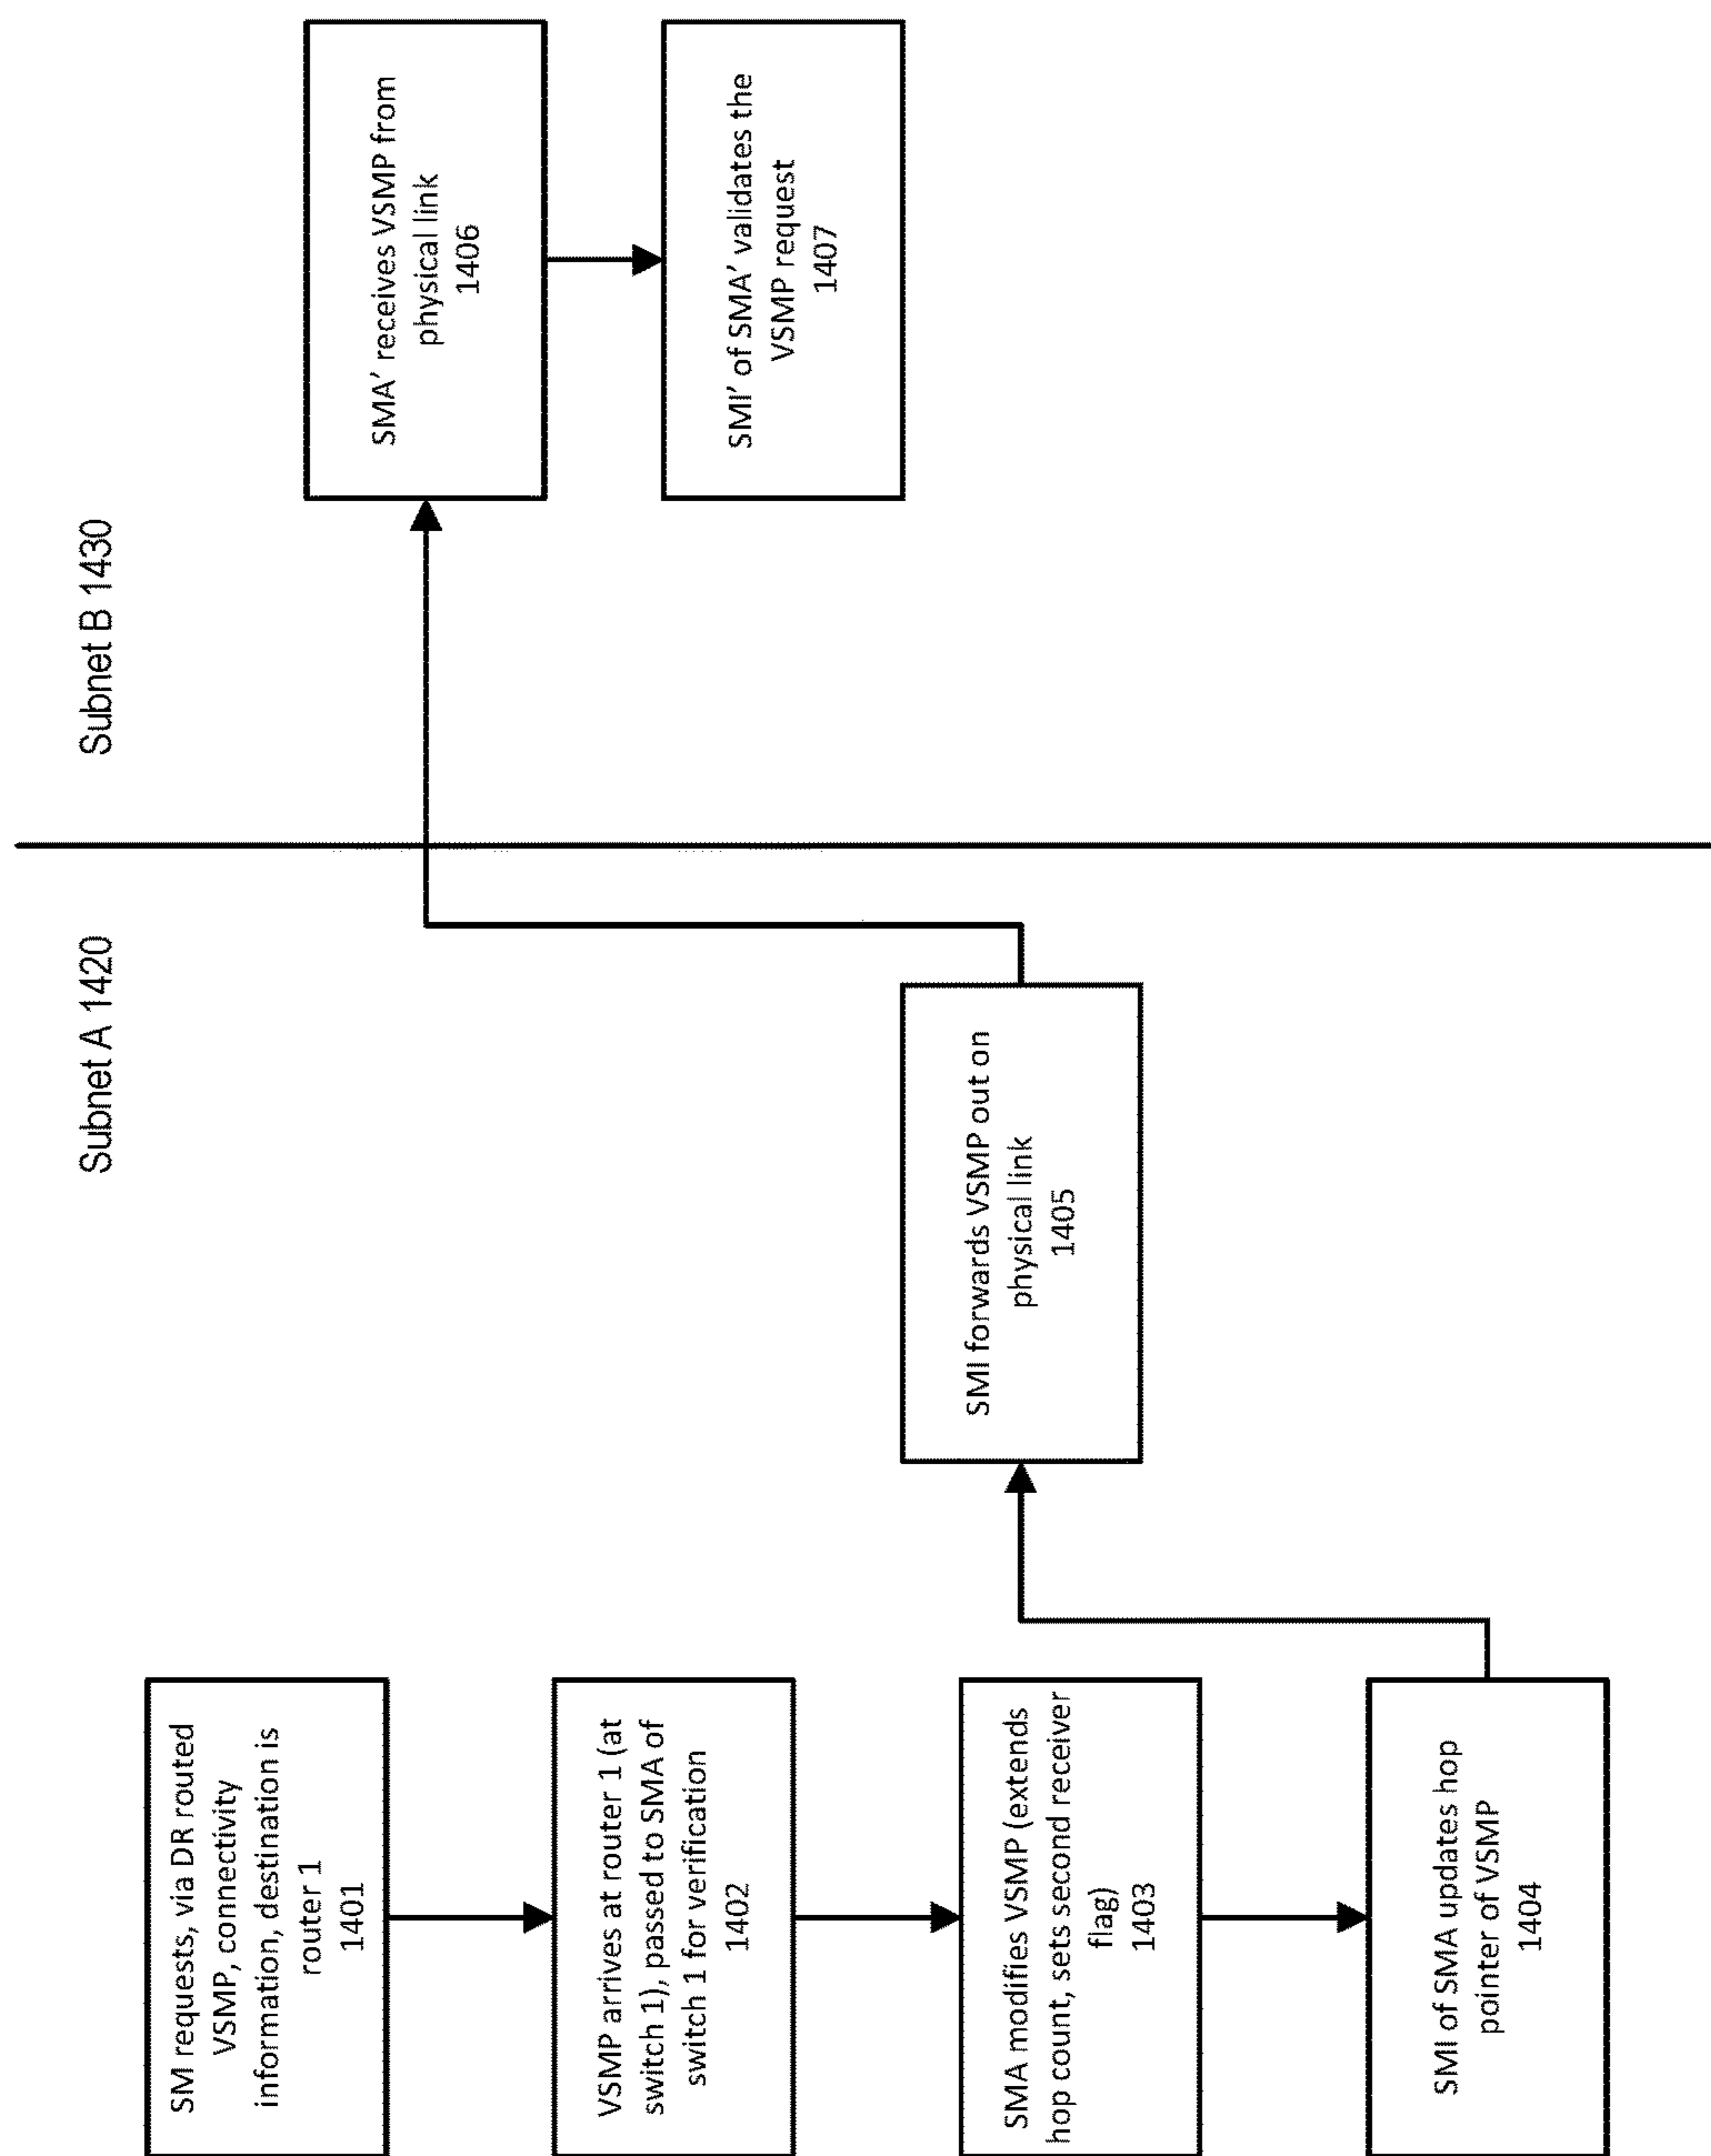 Subnet A 1420
Subnet B 1430
SM requests, via DR routed
VSMP, connectivity
information, destination is
router 1
1401
VSMP arrives at router 1 (at
switch 1), passed to SMA of
switch 1 for verification
1402
SMA modifies VSMP (extends
hop count, sets second receiver
flag)
1403
SMI of SMA updates hop
pointer of VSMP
1404
SMI forwards VSMP out on
physical link
1405
SMA’ receives VSMP from
physical link
1406
SMI’ of SMA’ validates the
VSMP request
1407